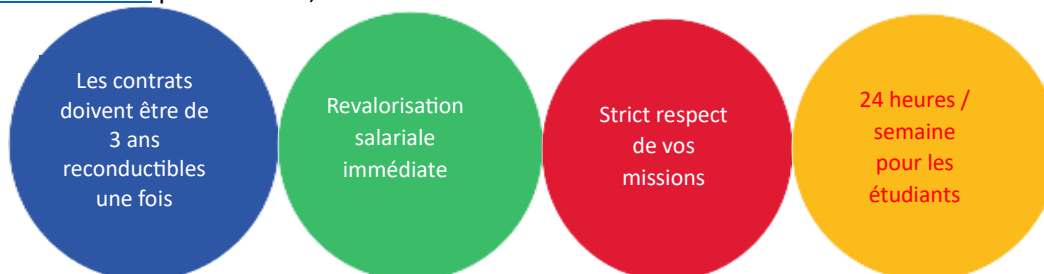 Les contrats
doivent être de
3 ans
reconductibles
une fois
Revalorisation
salariale
immédiate
Strict respect
de vos
missions
24 heures /
semaine
pour les
étudiants